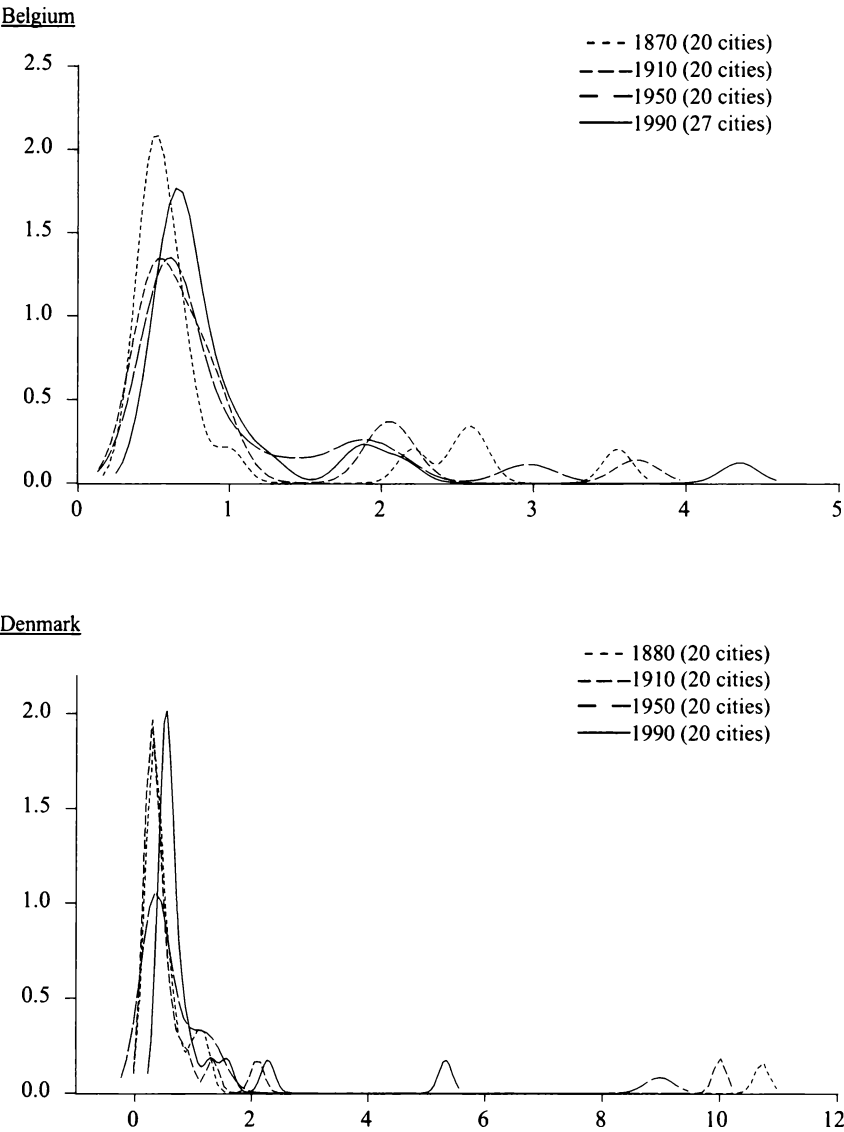 Belgium
1870 (20 cities)
1910 (20 cities)
1950 (20 cities)
1990 (27 cities)
2.5
2.0
1.5
1.0
0.5
0.0
0 1 2 3 4 5
Denmark
1880 (20 cities)
1910 (20 cities)
1950 (20 cities)
1990 (20 cities)
2.0
1.5
1.0
0.5
0.0
0 2 4 6 8 10 12